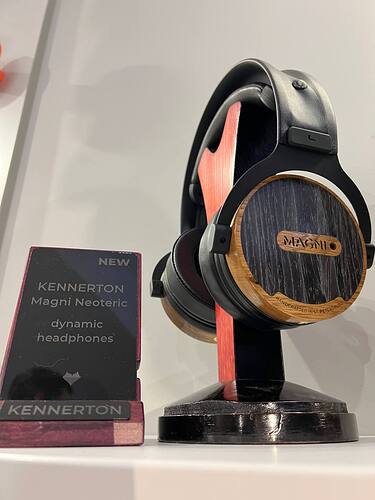 NEW
KENNERTON
Magni Neoteric
dynamic
headphones
KENNERTON
MAGNI
L